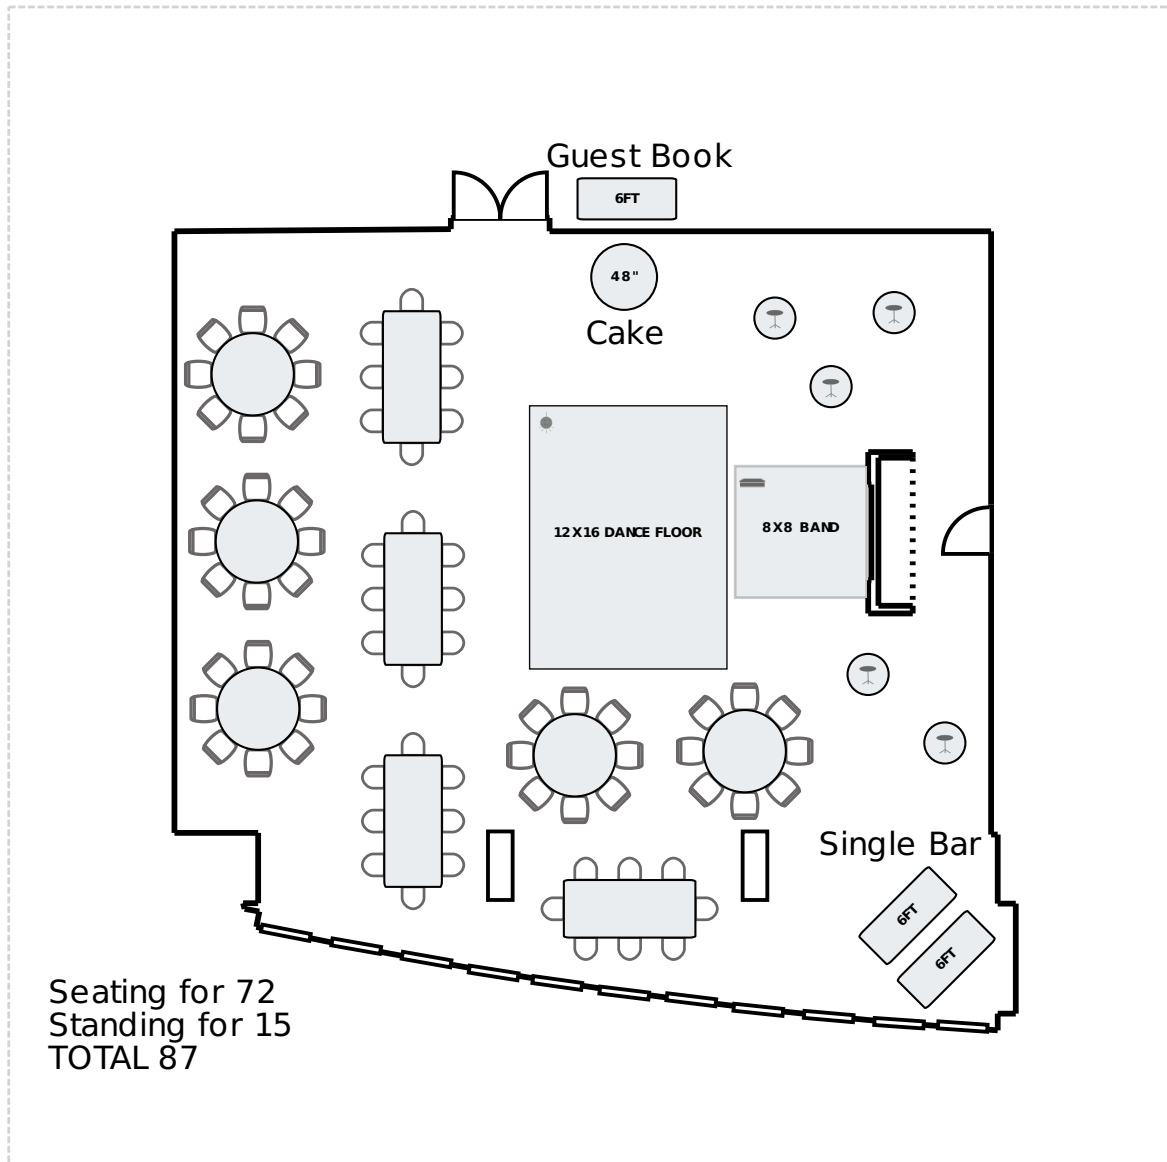 Guest Book
6FT
48"
Cake
12X16 DANCE FLOOR
8X8 BAND
Single Bar
6FT
6FT
Seating for 72
Standing for 15
TOTAL 87